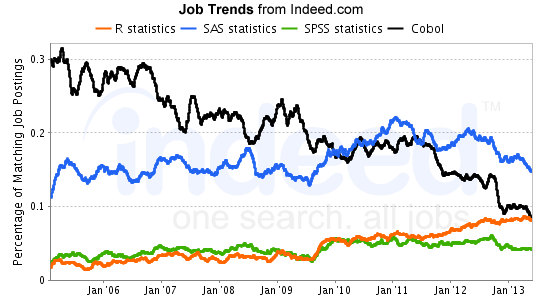 Job Trends from Indeed.com
R statistics SAS statistics SPSS statistics Cobol
Percentage of Matching Job Postings
0.3
0.2
0.1
0
indeed™
one search. all jobs.
Jan'06 Jan'07 Jan'08 Jan'09 Jan'10 Jan'11 Jan'12 Jan'13